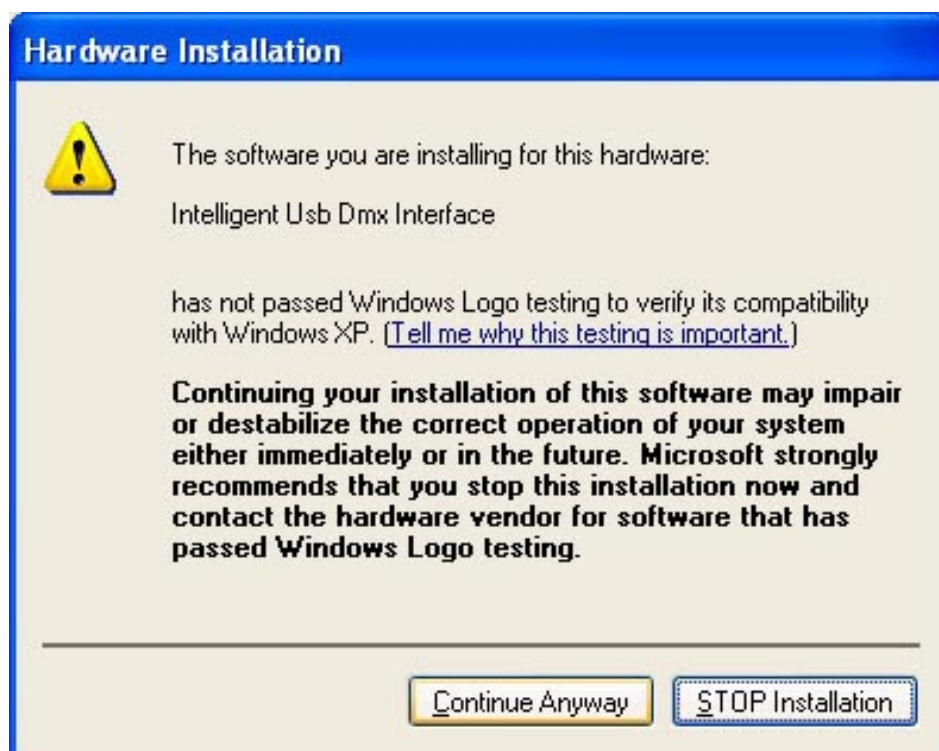 Hardware Installation
The software you are installing for this hardware:
Intelligent Usb Dmx Interface
has not passed Windows Logo testing to verify its compatibility
with Windows XP. (Tell me why this testing is important.)
Continuing your installation of this software may impair
or destabilize the correct operation of your system
either immediately or in the future. Microsoft strongly
recommends that you stop this installation now and
contact the hardware vendor for software that has
passed Windows Logo testing.
Continue Anyway
STOP Installation